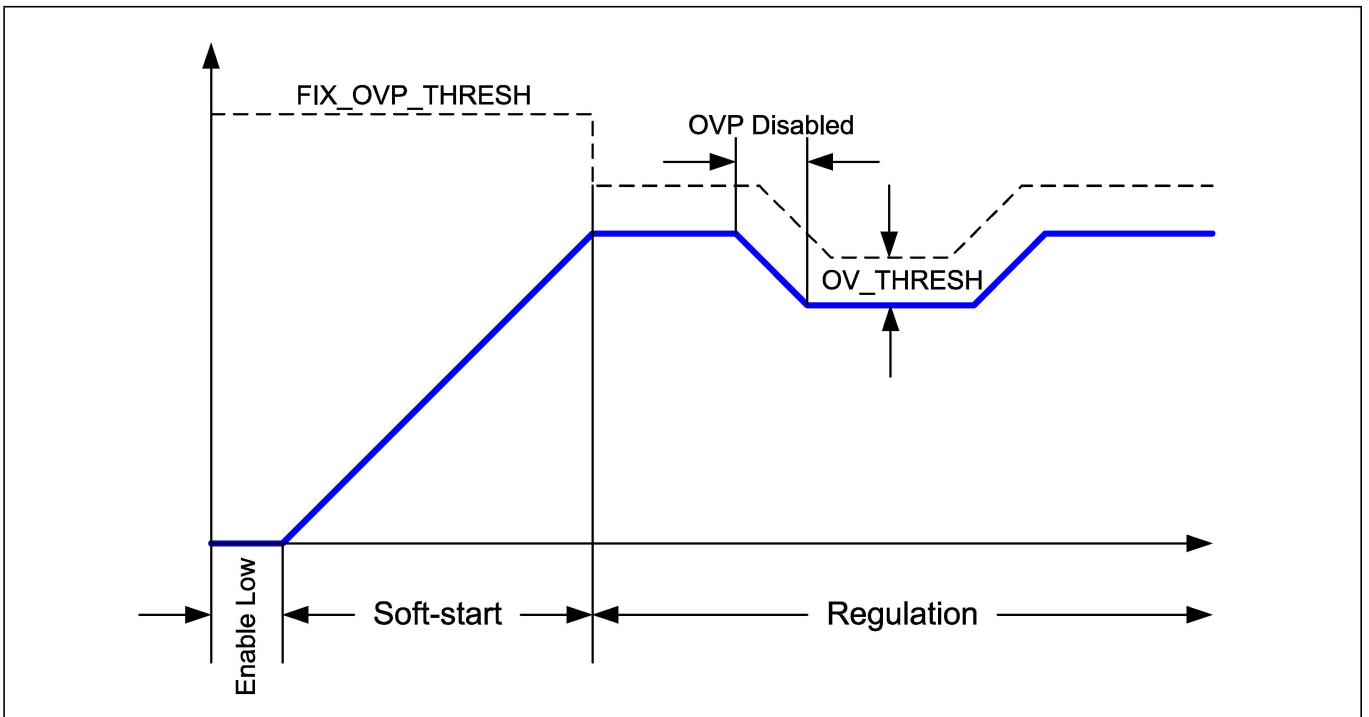 FIX_OVP_THRESH
OVP Disabled
OV_THRESH
Enable Low
Soft-start
Regulation